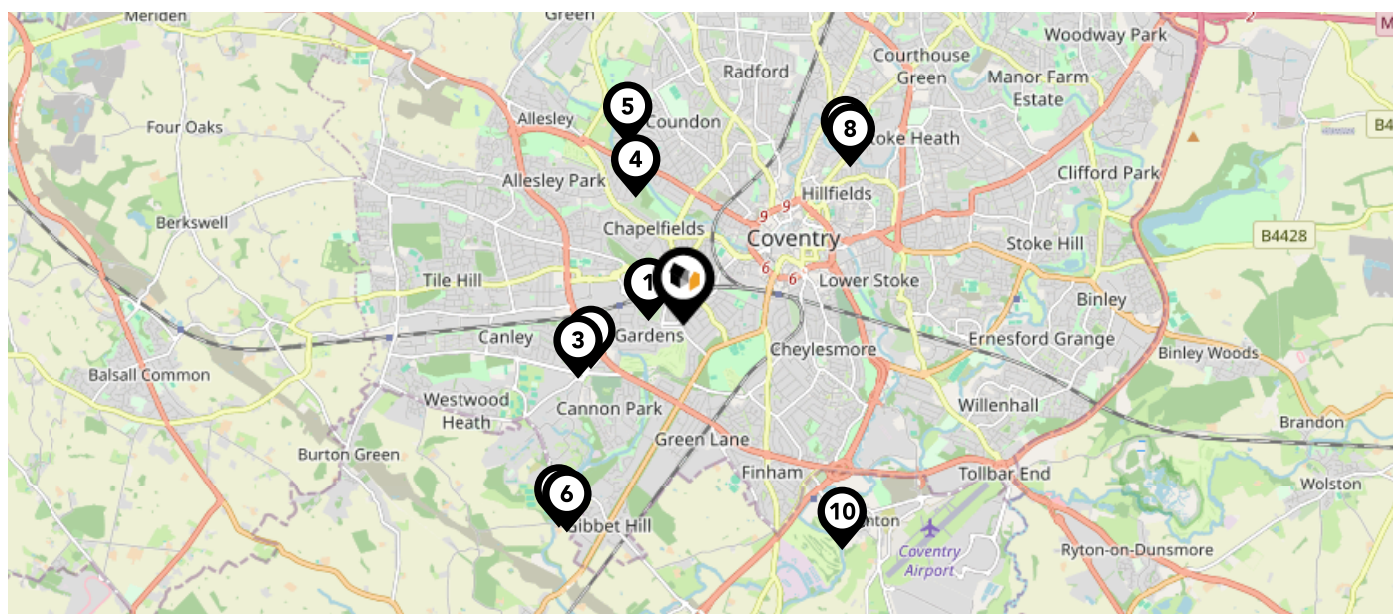 Meriden
Green
2
M
Woodway Park
Courthouse
Green
Radford
Manor Farm
Estate
5
Four Oaks
Allesley
Coundon
8
toke Heath
B4
4
Allesley Park
Clifford Park
Hillfields
Berkswell
9
9
Chapelfields
Coventry
Stoke Hill
B4428
6
6
Tile Hill
1
Lower Stoke
Binley
3
Canley
Gardens
Cheylesmore
Ernesford Grange
Binley Woods
Balsall Common
Westwood
Heath
Cannon Park
Willenhall
Brandon
Green Lane
Burton Green
Finham
Tollbar End
Wolston
6
10
nton
Gibbet Hill
Coventry
Airport
Ryton-on-Dunsmore